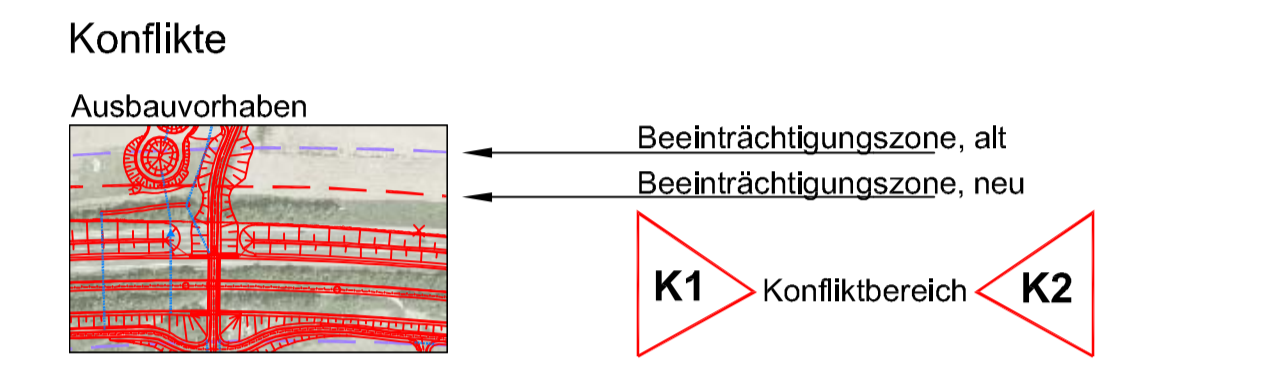 Konflikte
Ausbauvorhaben
Beeinträchtigungszone, alt
Beeinträchtigungszone, neu
K1 Konfliktbereich K2